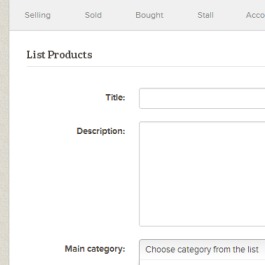 Selling Sold Bought Stall Acco
List Products
Title:
Description:
Main category: Choose category from the list